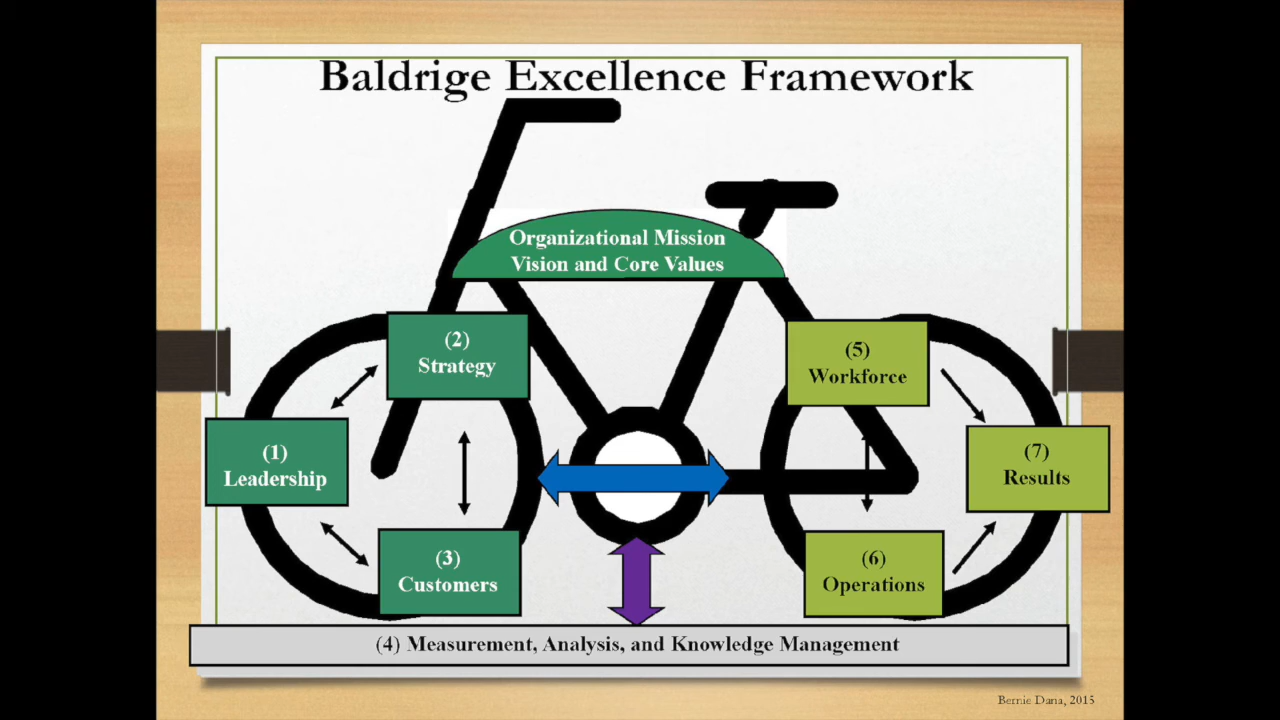 Baldrige Excellence Framework
Organizational Mission
Vision and Core Values
(2)
Strategy
(5)
Workforce
(1)
Leadership
(7)
Results
(3)
Customers
(6)
Operations
(4) Measurement, Analysis, and Knowledge Management
Bernie Dana, 2015